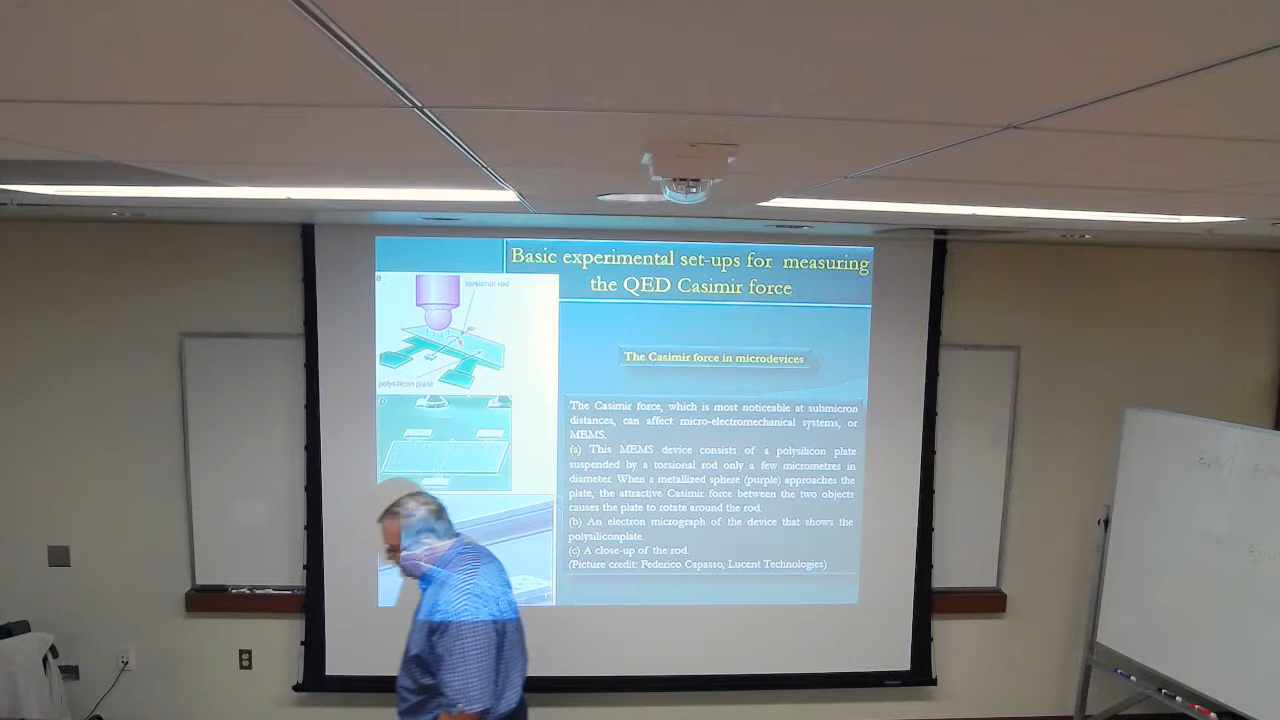 Basic experimental set-ups for measuring
the QED Casimir force
a
torsional rod
polysilicon plate
b
The Casimir force in microdevices
The Casimir force, which is most noticeable at submicron
distances, can affect micro-electromechanical systems, or
MEMS.
(a) This MEMS device consists of a polysilicon plate
suspended by a torsional rod only a few micrometres in
diameter. When a metallized sphere (purple) approaches the
plate, the attractive Casimir force between the two objects
causes the plate to rotate around the rod.
(b) An electron micrograph of the device that shows the
polysiliconplate.
(c) A close-up of the rod.
(Picture credit: Federico Capasso, Lucent Technologies)